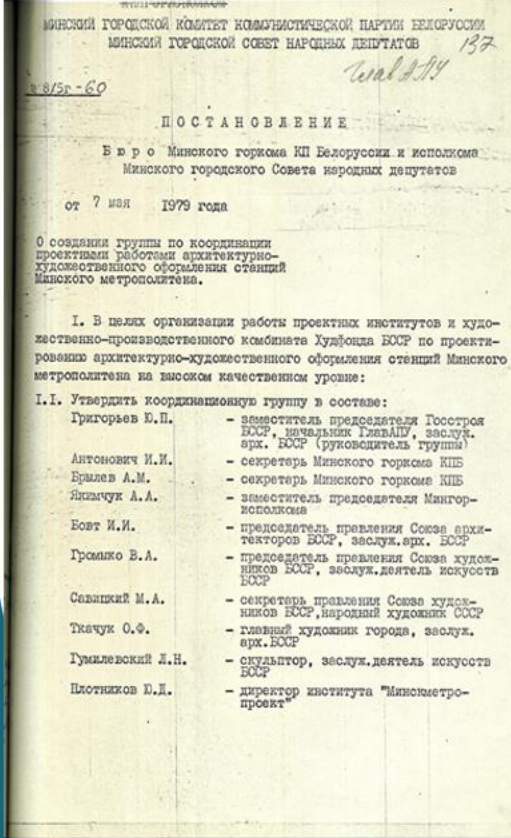 МИНСКИЙ ГОРОДСКОЙ КОМИТЕТ КОММУНИСТИЧЕСКОЙ ПАРТИИ БЕЛОРУССИИ
МИНСКИЙ ГОРОДСКОЙ СОВЕТ НАРОДНЫХ ДЕПУТАТОВ
137
ГлавАПУ
8/5г-60
ПОСТАНОВЛЕНИЕ
Бюро Минского горкома КП Белоруссии и исполкома
Минского городского Совета народных депутатов
от 7 мая 1979 года
О создании группы по координации
проектными работами архитектурно-
художественного оформления станций
Минского метрополитена.
I. В целях организации работы проектных институтов и худо-
жественно-производственного комбината Худфонда БССР по проекти-
рованию архитектурно-художественного оформления станций Минского
метрополитена на высоком качественном уровне:
I.I. Утвердить координационную группу в составе:
Григорьев Ю.П. - заместитель председателя Госстроя
БССР, начальник ГлавАПУ, заслуж.
арх. БССР (руководитель группы)
Антонович И.И. - секретарь Минского горкома КПБ
Брылев А.М. - секретарь Минского горкома КПБ
Якимчук А.А. - заместитель председателя Мингор-
исполкома
Бовт И.И. - председатель правления Союза архи-
текторов БССР, заслуж.арх. БССР
Громыко В.А. - председатель правления Союза худож-
ников БССР, заслуж.деятель искусств
БССР
Савицкий М.А. - секретарь правления Союза худож-
ников БССР,народный художник СССР
Ткачук О.Ф. - главный художник города, заслуж.
арх.БССР
Гумилевский Л.Н. - скульптор, заслуж.деятель искусств
БССР
Плотников Ю.Д. - директор института "Минскметро-
проект"